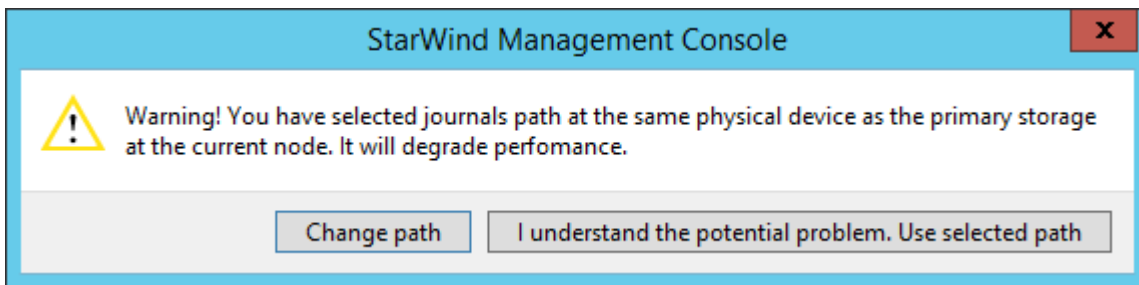 StarWind Management Console
x
Warning! You have selected journals path at the same physical device as the primary storage
at the current node. It will degrade perfomance.
Change path
I understand the potential problem. Use selected path